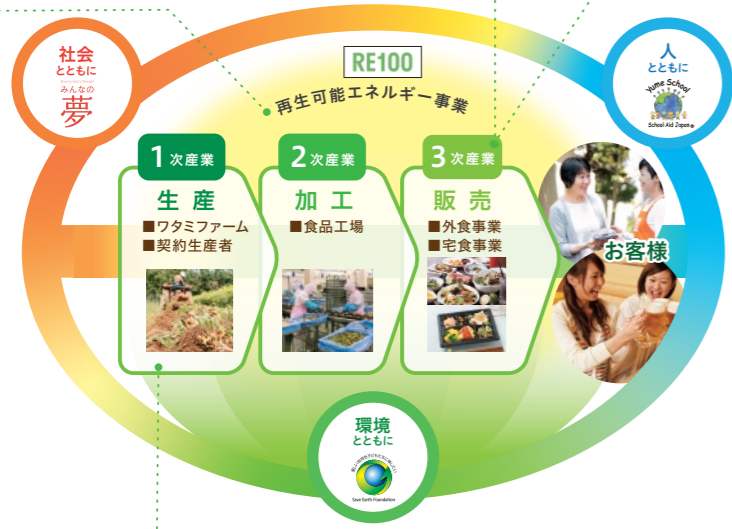 社会
とともに
みんなの
夢
人
とともに
Yume School
School Aid Japan
RE100
再生可能エネルギー事業
1次産業
生産
■ワタミファーム
■契約生産者
2次産業
加工
■食品工場
3次産業
販売
■外食事業
■宅食事業
お客様
環境
とともに
Save Earth Foundation